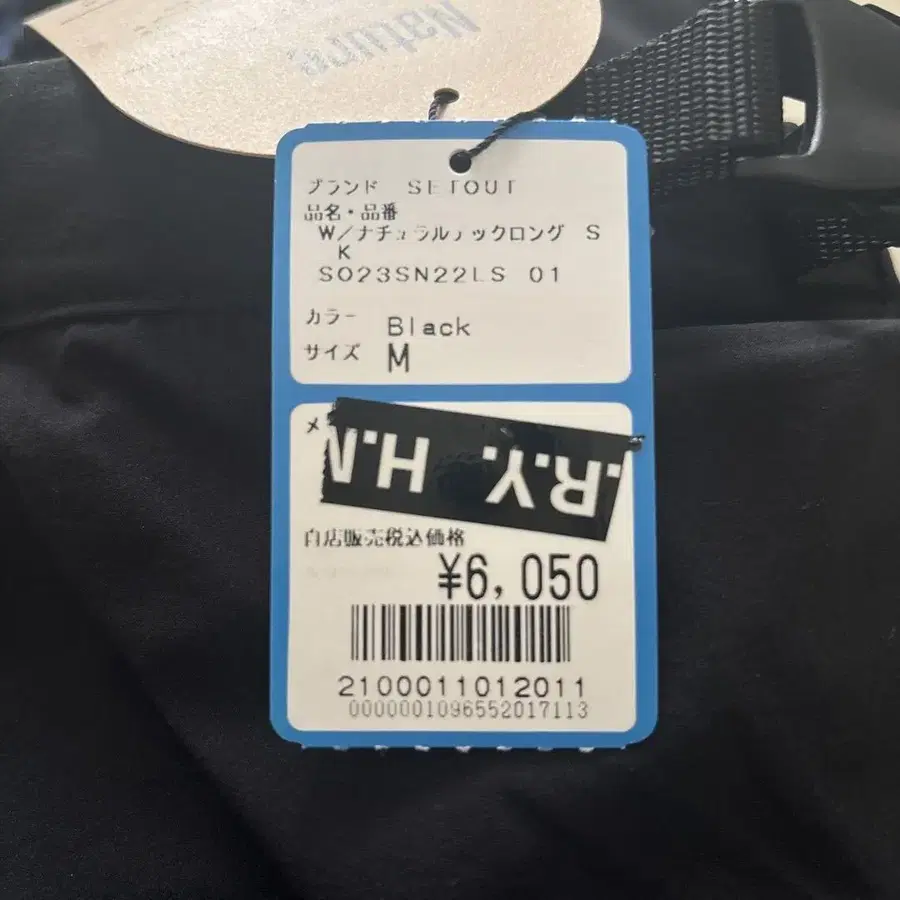 ブランド SETOUT
品名・品番
W/ナチュラルテックロング S
K
SO23SN22LS 01
カラー Black
サイズ M
メ
.R.Y. H.M
自店販売税込価格
¥6,050
2100011012011
0000001096552017113